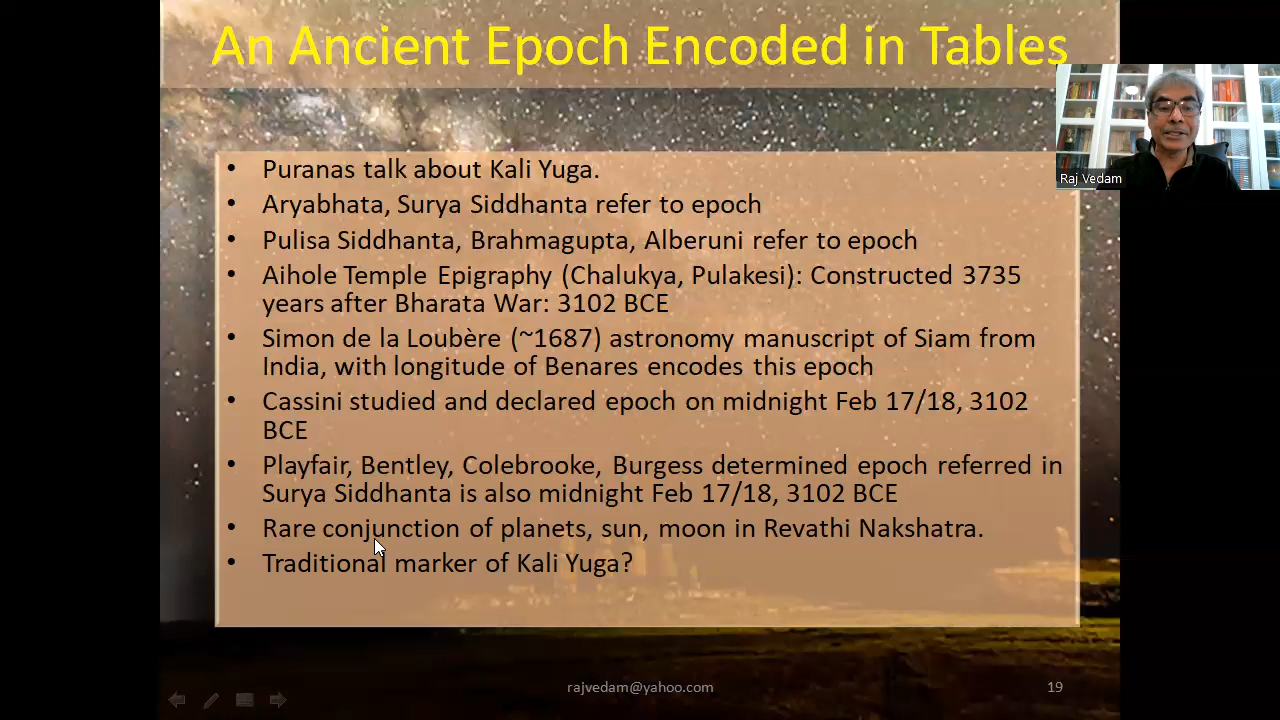 An Ancient Epoch Encoded in Tables
Raj Vedam
• Puranas talk about Kali Yuga.
• Aryabhata, Surya Siddhanta refer to epoch
• Pulisa Siddhanta, Brahmagupta, Alberuni refer to epoch
• Aihole Temple Epigraphy (Chalukya, Pulakesi): Constructed 3735
years after Bharata War: 3102 BCE
• Simon de la Loubère (~1687) astronomy manuscript of Siam from
India, with longitude of Benares encodes this epoch
• Cassini studied and declared epoch on midnight Feb 17/18, 3102
BCE
• Playfair, Bentley, Colebrooke, Burgess determined epoch referred in
Surya Siddhanta is also midnight Feb 17/18, 3102 BCE
• Rare conjunction of planets, sun, moon in Revathi Nakshatra.
• Traditional marker of Kali Yuga?
rajvedam@yahoo.com
19